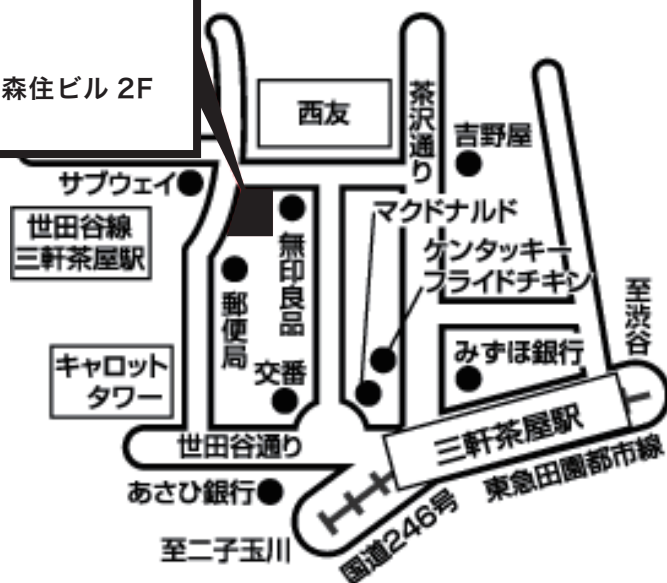 森住ビル 2F
西友
茶沢通り
吉野屋
サブウェイ
世田谷線
三軒茶屋駅
マクドナルド
無印良品
ケンタッキー
フライドチキン
郵便局
至渋谷
キャロット
タワー
交番
みずほ銀行
世田谷通り
三軒茶屋駅
東急田園都市線
あさひ銀行
国道246号
至二子玉川